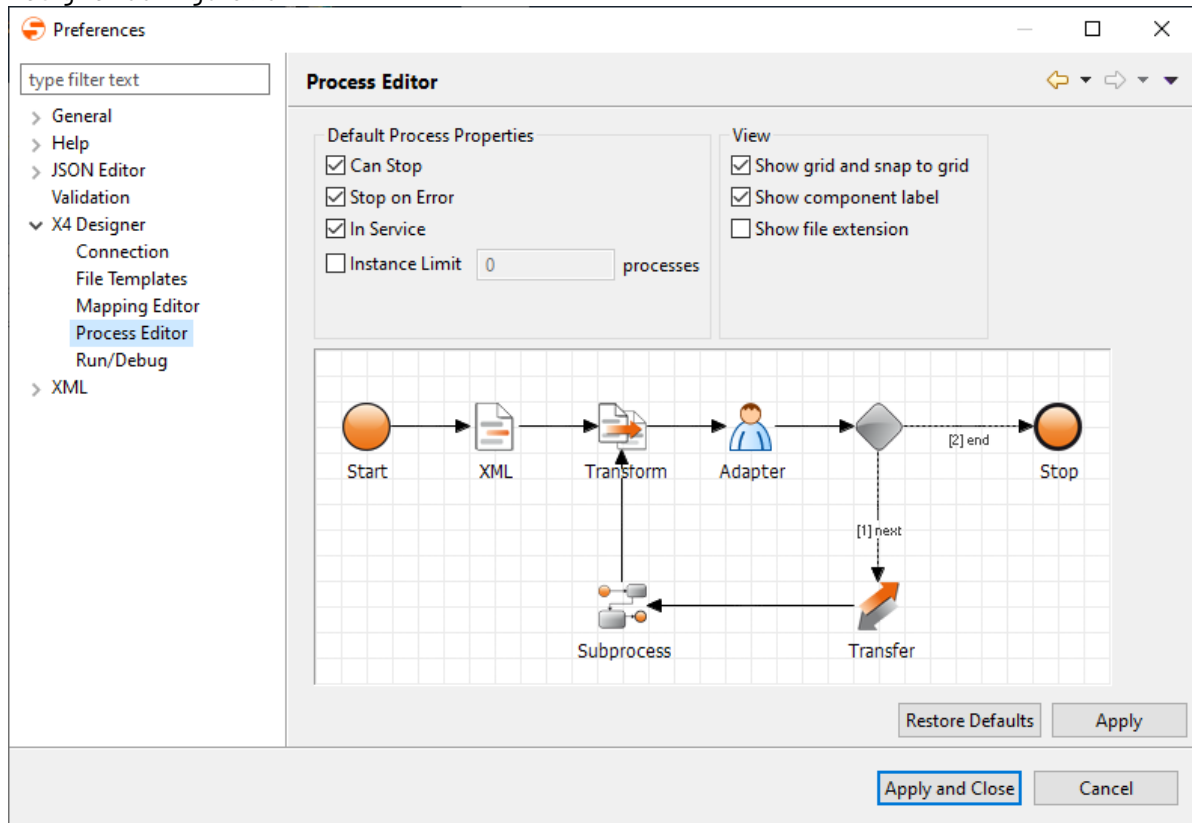 Preferences
type filter text
General
Help
JSON Editor
Validation
X4 Designer
Connection
File Templates
Mapping Editor
Process Editor
Run/Debug
XML
Process Editor
Default Process Properties
Can Stop
Stop on Error
In Service
Instance Limit 0 processes
View
Show grid and snap to grid
Show component label
Show file extension
Start
XML
Transform
Adapter
[2] end
Stop
[1] next
Subprocess
Transfer
Restore Defaults
Apply
Apply and Close
Cancel